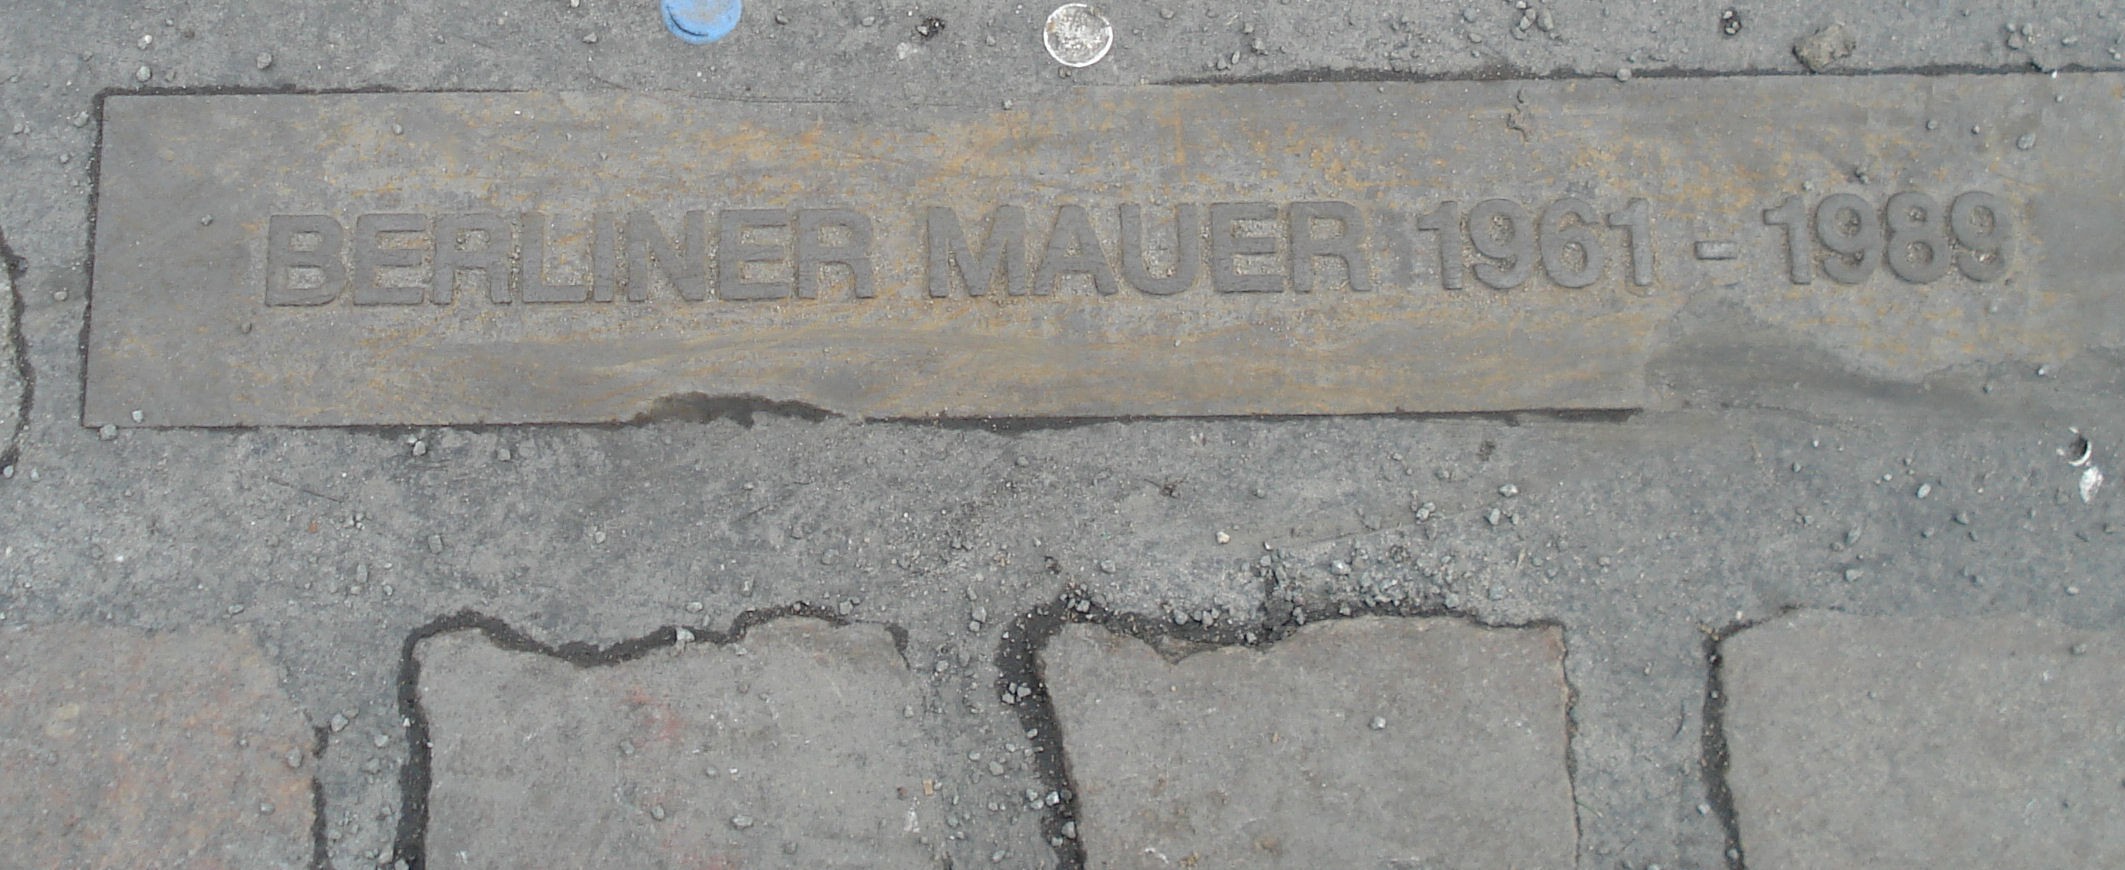 BERLINER MAUER 1961 - 1989